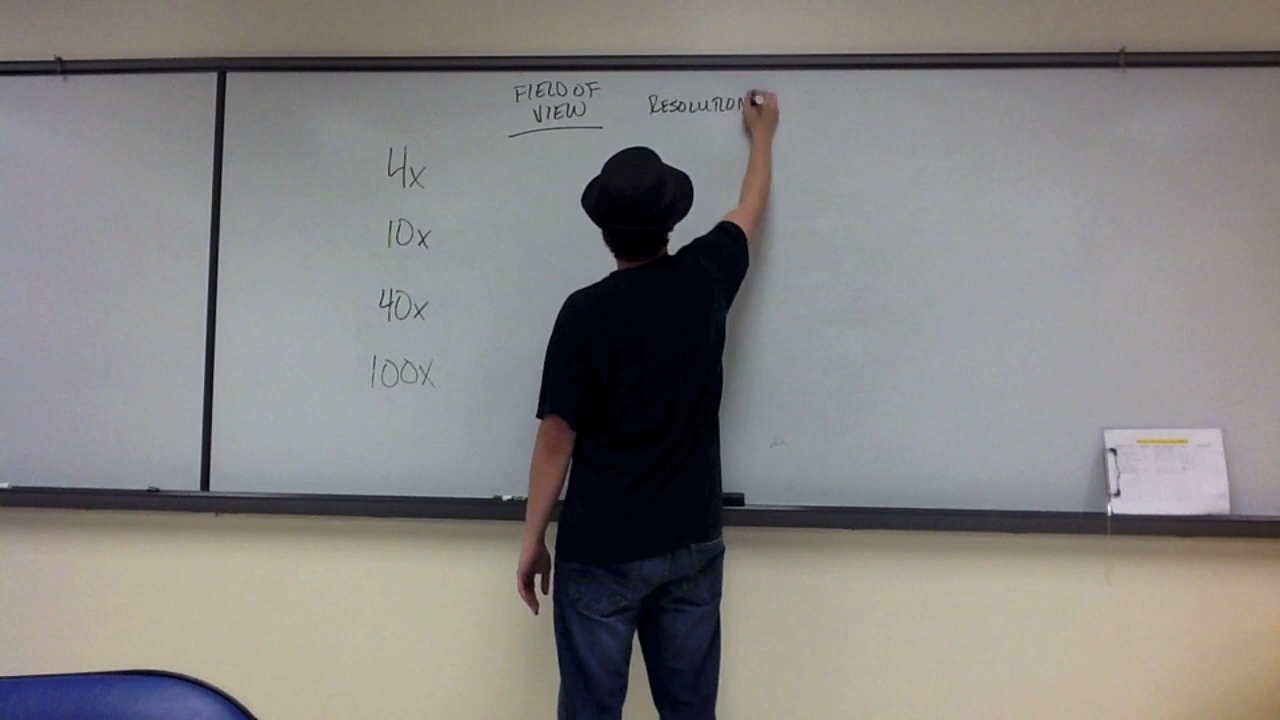 FIELD OF
VIEW
RESOLUTION
4x
10x
40x
100x